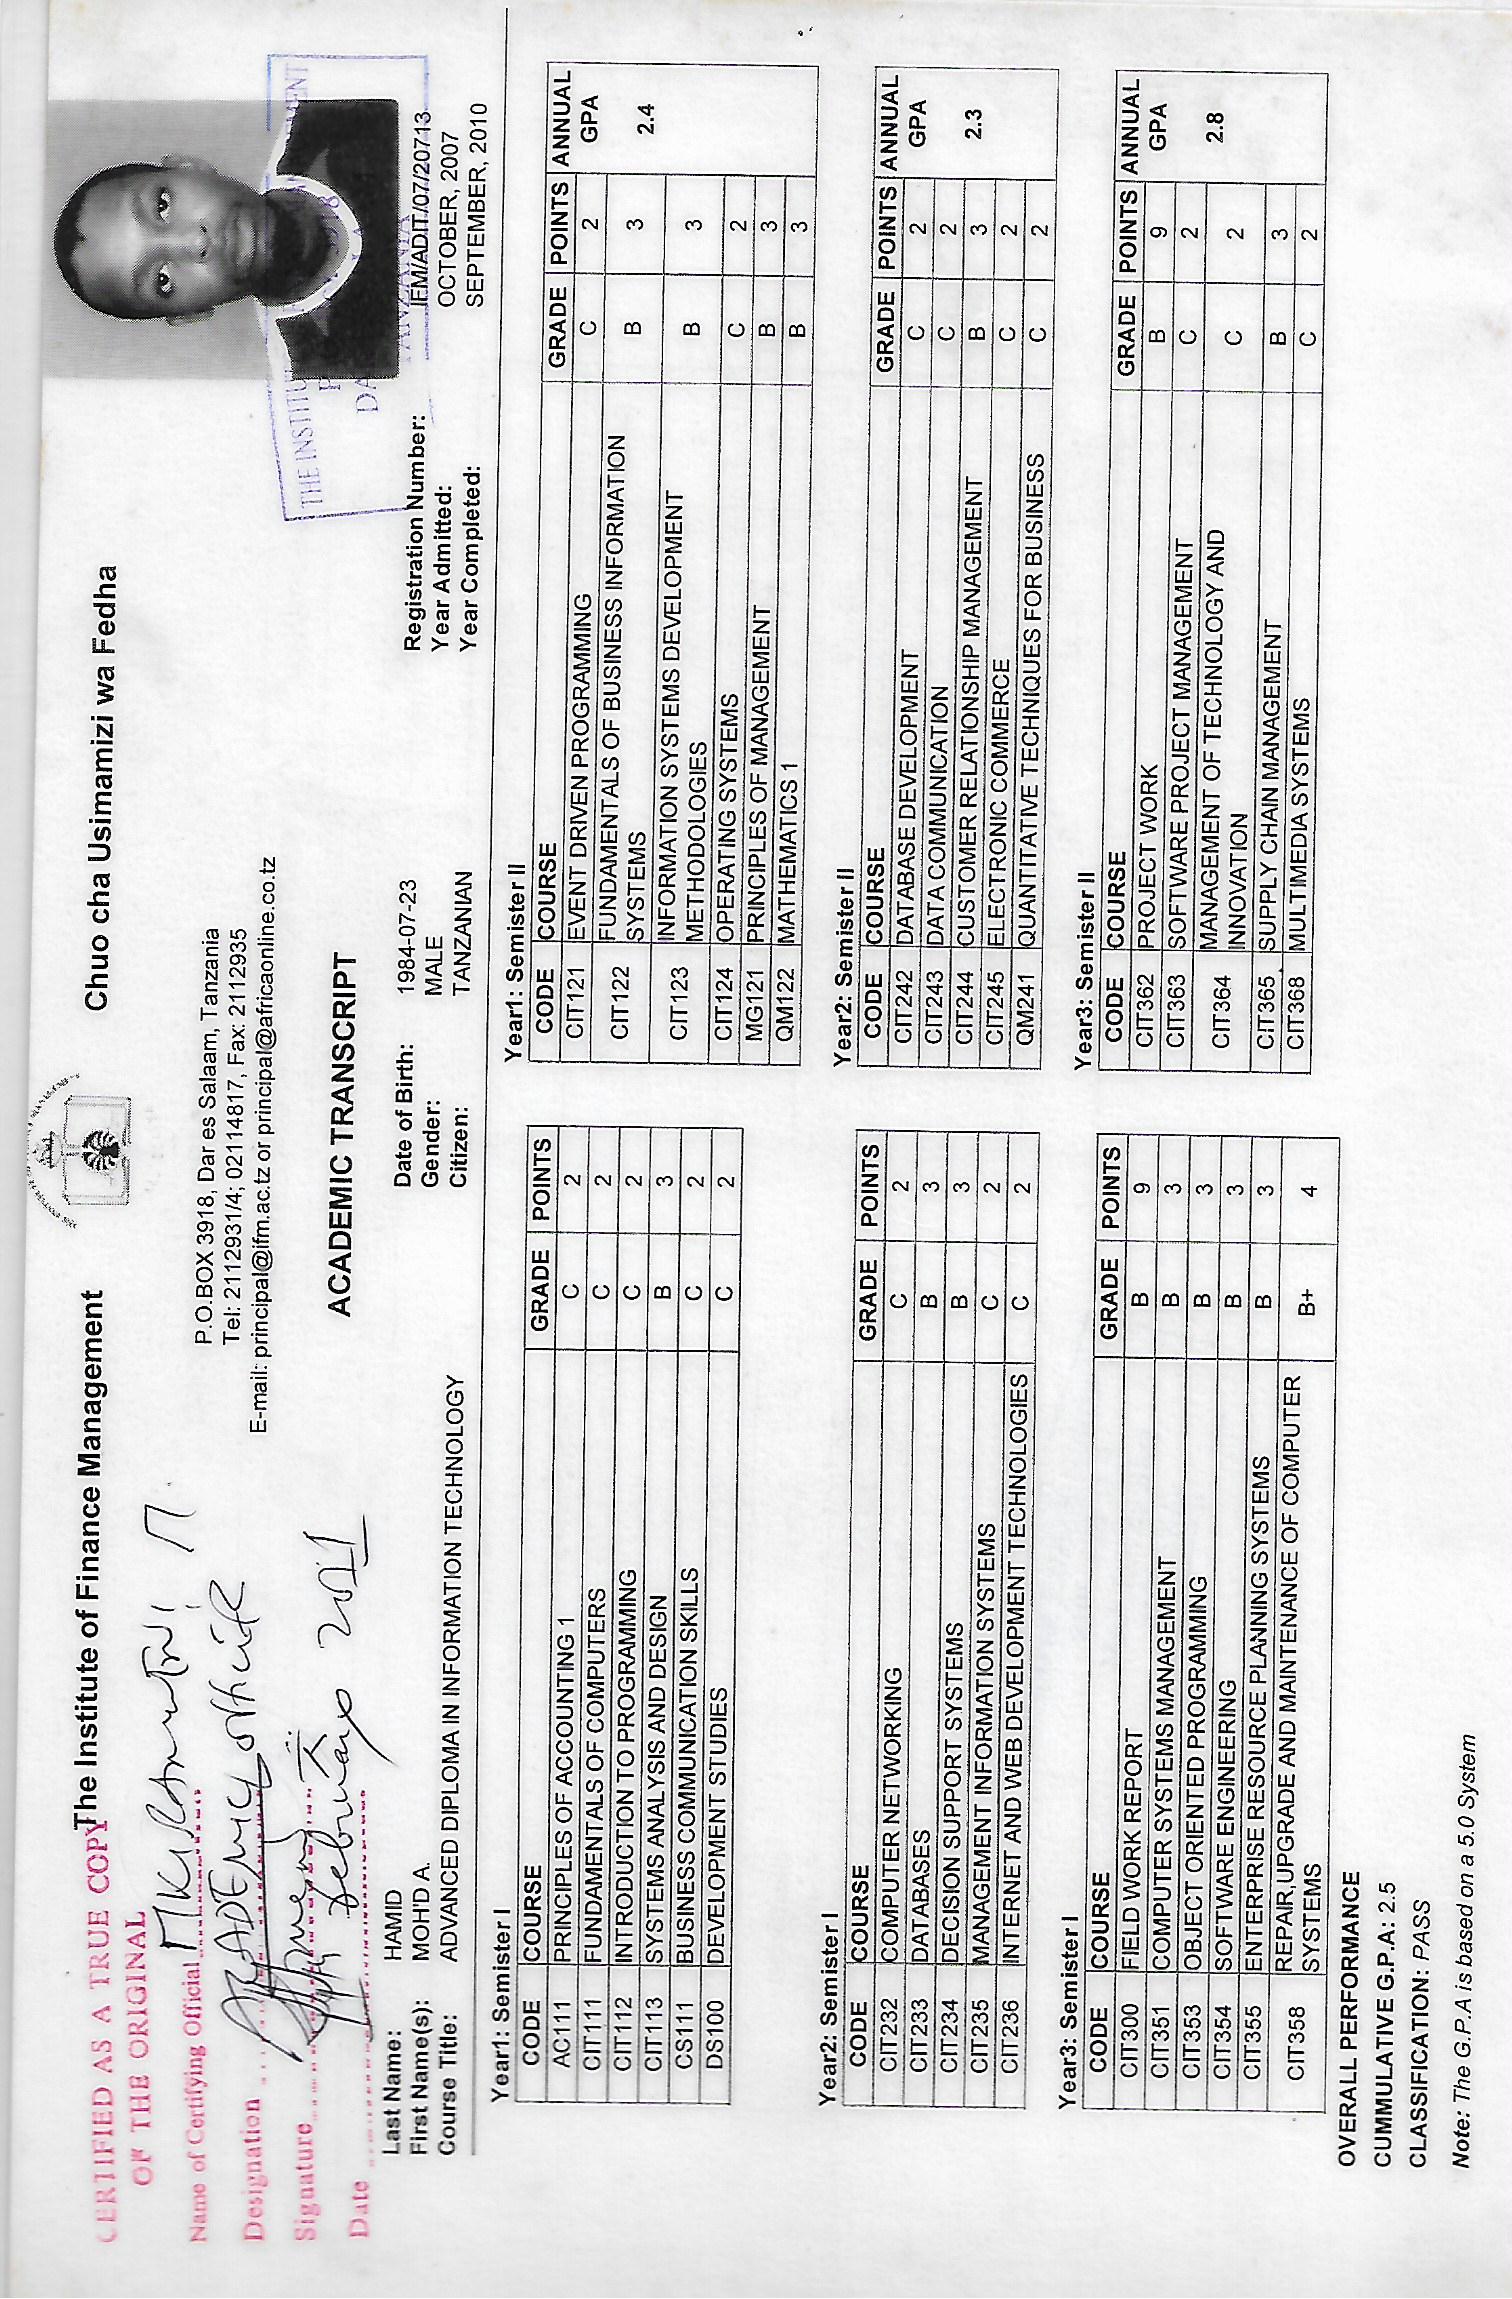 CERTIFIED AS A TRUE COPY
OF THE ORIGINAL
Name of Certifying Official
Designation ACADEMIC Officer
Signature
Date February 2011
The Institute of Finance Management
Chuo cha Usimamizi wa Fedha
P.O.BOX 3918, Dar es Salaam, Tanzania
Tel: 2112931/4; 02114817, Fax: 2112935
E-mail: principal@ifm.ac.tz or principal@africaonline.co.tz
THE INSTITU MENT
ACADEMIC TRANSCRIPT
Last Name: HAMID Date of Birth: 1984-07-23 Registration Number: IFM/ADIT/07/20713
First Name(s): MOH'D A. Gender: MALE Year Admitted: OCTOBER, 2007
Course Title: ADVANCED DIPLOMA IN INFORMATION TECHNOLOGY Citizen: TANZANIAN Year Completed: SEPTEMBER, 2010
Year1: Semister I
CODE COURSE GRADE POINTS
AC111 PRINCIPLES OF ACCOUNTING 1 C 2
CIT111 FUNDAMENTALS OF COMPUTERS C 2
CIT112 INTRODUCTION TO PROGRAMMING C 2
CIT113 SYSTEMS ANALYSIS AND DESIGN B 3
CS111 BUSINESS COMMUNICATION SKILLS C 2
DS100 DEVELOPMENT STUDIES C 2
Year1: Semister II
CODE COURSE GRADE POINTS ANNUAL
GPA
CIT121 EVENT DRIVEN PROGRAMMING C 2
CIT122 FUNDAMENTALS OF BUSINESS INFORMATION
SYSTEMS B 3 2.4
CIT123 INFORMATION SYSTEMS DEVELOPMENT
METHODOLOGIES B 3
CIT124 OPERATING SYSTEMS C 2
MG121 PRINCIPLES OF MANAGEMENT B 3
QM122 MATHEMATICS 1 B 3
Year2: Semister I
CODE COURSE GRADE POINTS
CIT232 COMPUTER NETWORKING C 2
CIT233 DATABASES B 3
CIT234 DECISION SUPPORT SYSTEMS B 3
CIT235 MANAGEMENT INFORMATION SYSTEMS C 2
CIT236 INTERNET AND WEB DEVELOPMENT TECHNOLOGIES C 2
Year2: Semister II
CODE COURSE GRADE POINTS ANNUAL
GPA
CIT242 DATABASE DEVELOPMENT C 2
CIT243 DATA COMMUNICATION C 2
CIT244 CUSTOMER RELATIONSHIP MANAGEMENT B 3 2.3
CIT245 ELECTRONIC COMMERCE C 2
QM241 QUANTITATIVE TECHNIQUES FOR BUSINESS C 2
Year3: Semister I
CODE COURSE GRADE POINTS
CIT300 FIELD WORK REPORT B 9
CIT351 COMPUTER SYSTEMS MANAGEMENT B 3
CIT353 OBJECT ORIENTED PROGRAMMING B 3
CIT354 SOFTWARE ENGINEERING B 3
CIT355 ENTERPRISE RESOURCE PLANNING SYSTEMS B 3
CIT358 REPAIR,UPGRADE AND MAINTENANCE OF COMPUTER
SYSTEMS B+ 4
Year3: Semister II
CODE COURSE GRADE POINTS ANNUAL
GPA
CIT362 PROJECT WORK B 9
CIT363 SOFTWARE PROJECT MANAGEMENT C 2
CIT364 MANAGEMENT OF TECHNOLOGY AND
INNOVATION C 2 2.8
CIT365 SUPPLY CHAIN MANAGEMENT B 3
CIT368 MULTIMEDIA SYSTEMS C 2
OVERALL PERFORMANCE
CUMMULATIVE G.P.A: 2.5
CLASSIFICATION: PASS
Note: The G.P.A is based on a 5.0 System